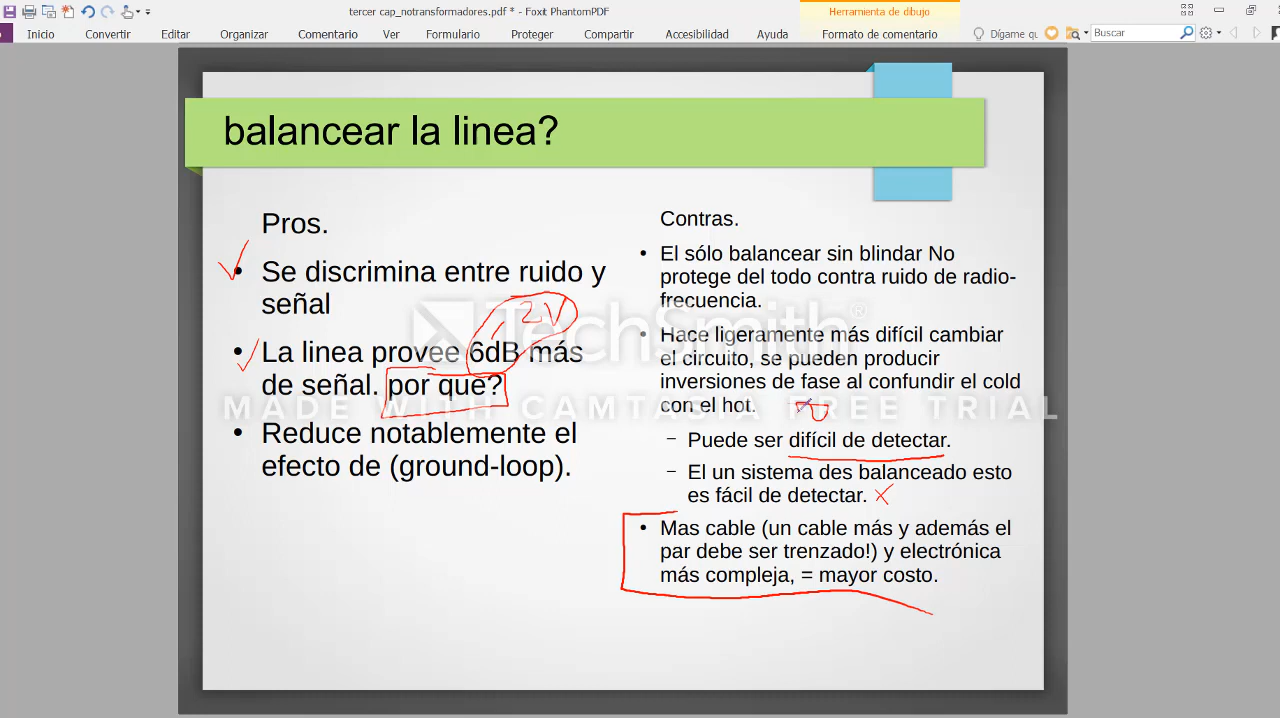 tercer cap_notransformadores.pdf * - Foxit PhantomPDF
Herramienta de dibujo
Inicio Convertir Editar Organizar Comentario Ver Formulario Proteger Compartir Accesibilidad Ayuda Formato de comentario Dígame qu Buscar
balancear la linea?
Pros.
• Se discrimina entre ruido y
señal
2V
• La linea provee 6dB más
de señal. por que?
• Reduce notablemente el
efecto de (ground-loop).
Contras.
• El sólo balancear sin blindar No
protege del todo contra ruido de radio-
frecuencia.
• Hace ligeramente más difícil cambiar
el circuito, se pueden producir
inversiones de fase al confundir el cold
con el hot.
– Puede ser difícil de detectar.
– El un sistema des balanceado esto
es fácil de detectar.
• Mas cable (un cable más y además el
par debe ser trenzado!) y electrónica
más compleja, = mayor costo.
TechSmith®
MADE WITH CAMTASIA FREE TRIAL